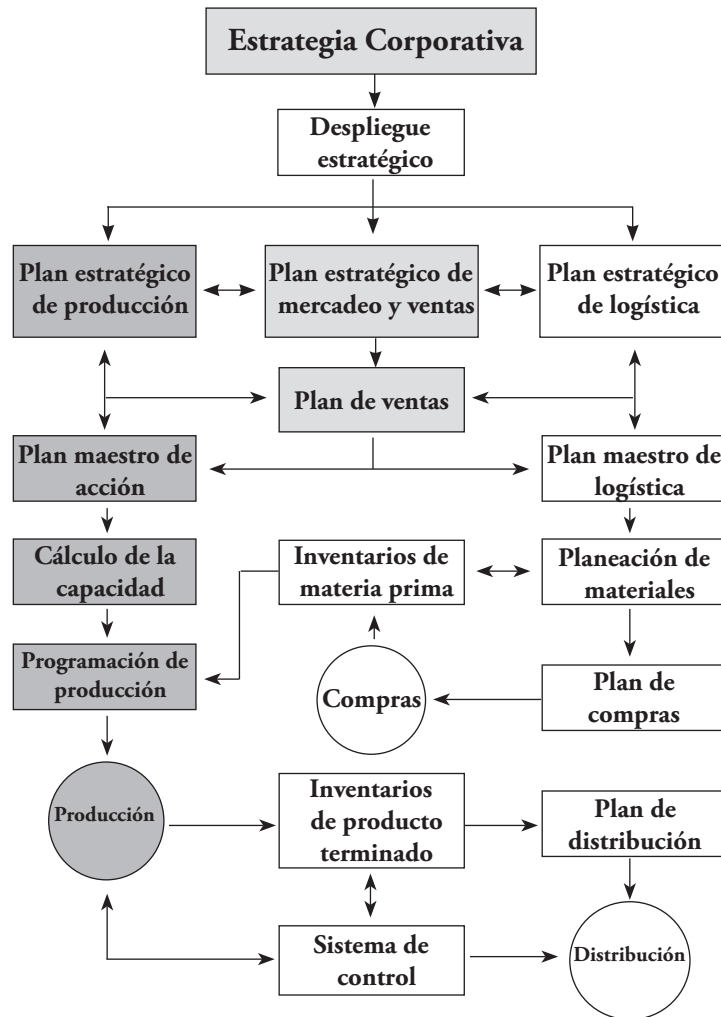 Estrategia Corporativa
Despliegue
estratégico
Plan estratégico
de producción
Plan estratégico de
mercadeo y ventas
Plan estratégico
de logística
Plan de ventas
Plan maestro de
acción
Plan maestro de
logística
Cálculo de la
capacidad
Inventarios de
materia prima
Planeación de
materiales
Programación de
producción
Compras
Plan de
compras
Producción
Inventarios
de producto
terminado
Plan de
distribución
Sistema de
control
Distribución